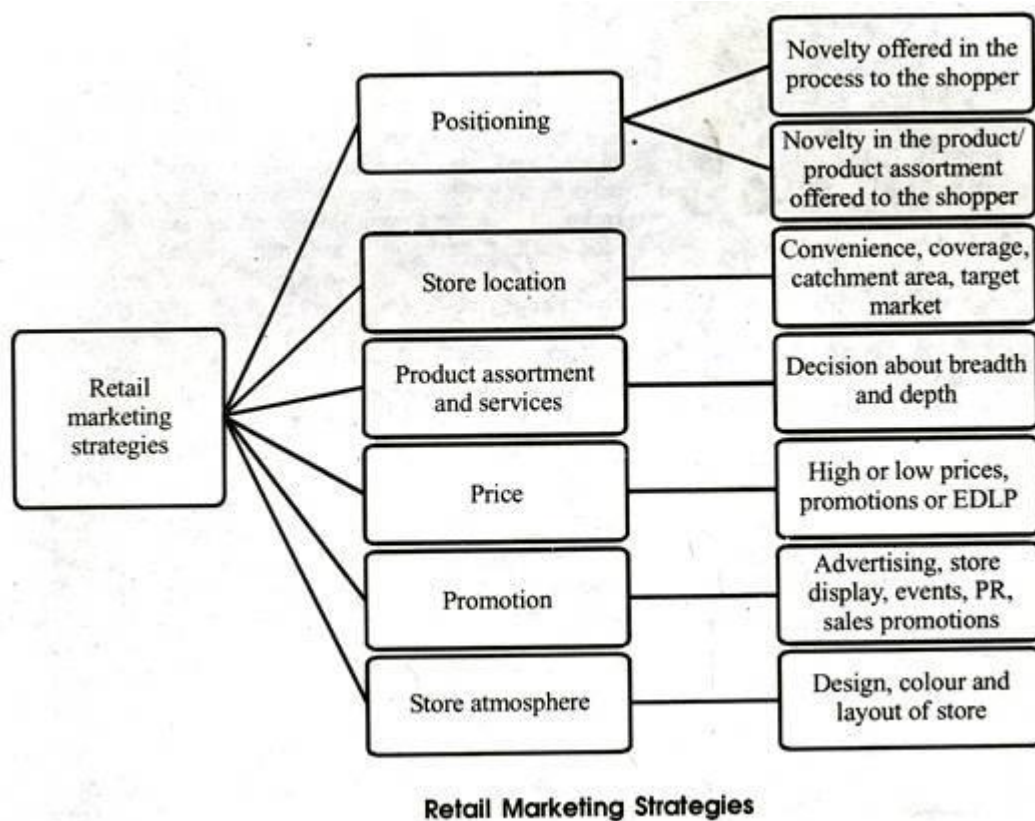 Retail
marketing
strategies
Positioning
Novelty offered in the
process to the shopper
Novelty in the product/
product assortment
offered to the shopper
Store location
Convenience, coverage,
catchment area, target
market
Product assortment
and services
Decision about breadth
and depth
Price
High or low prices,
promotions or EDLP
Promotion
Advertising, store
display, events, PR,
sales promotions
Store atmosphere
Design, colour and
layout of store
Retail Marketing Strategies